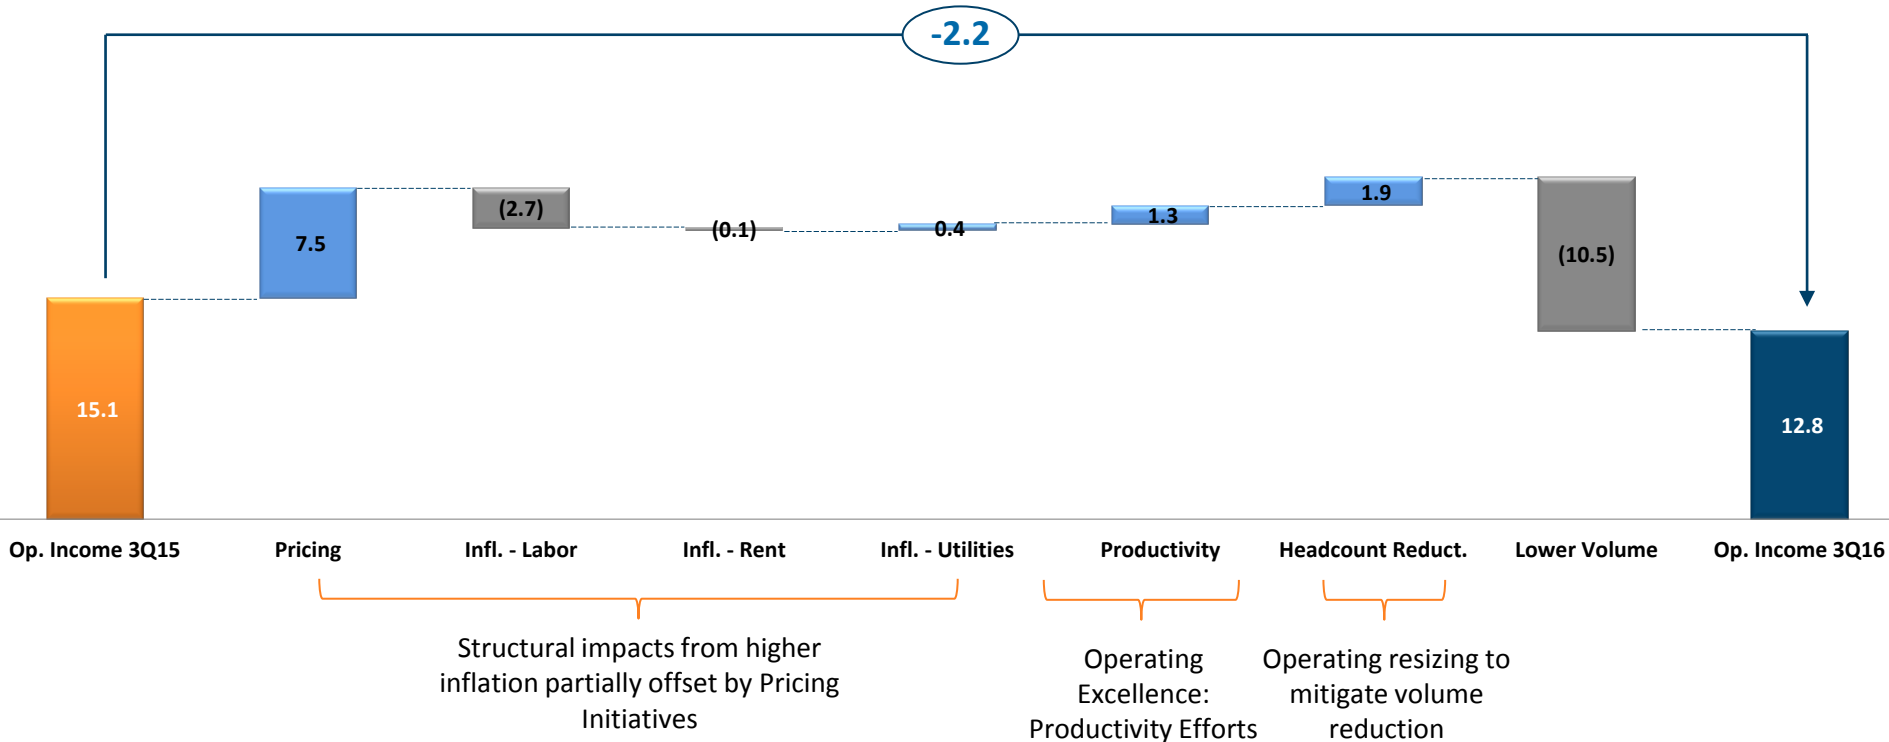 -2.2
15.1
7.5
(2.7)
(0.1)
0.4
1.3
1.9
(10.5)
12.8
Op. Income 3Q15
Pricing
Infl. - Labor
Infl. - Rent
Infl. - Utilities
Productivity
Headcount Reduct.
Lower Volume
Op. Income 3Q16
Structural impacts from higher
inflation partially offset by Pricing
Initiatives
Operating
Excellence:
Productivity Efforts
Operating resizing to
mitigate volume
reduction